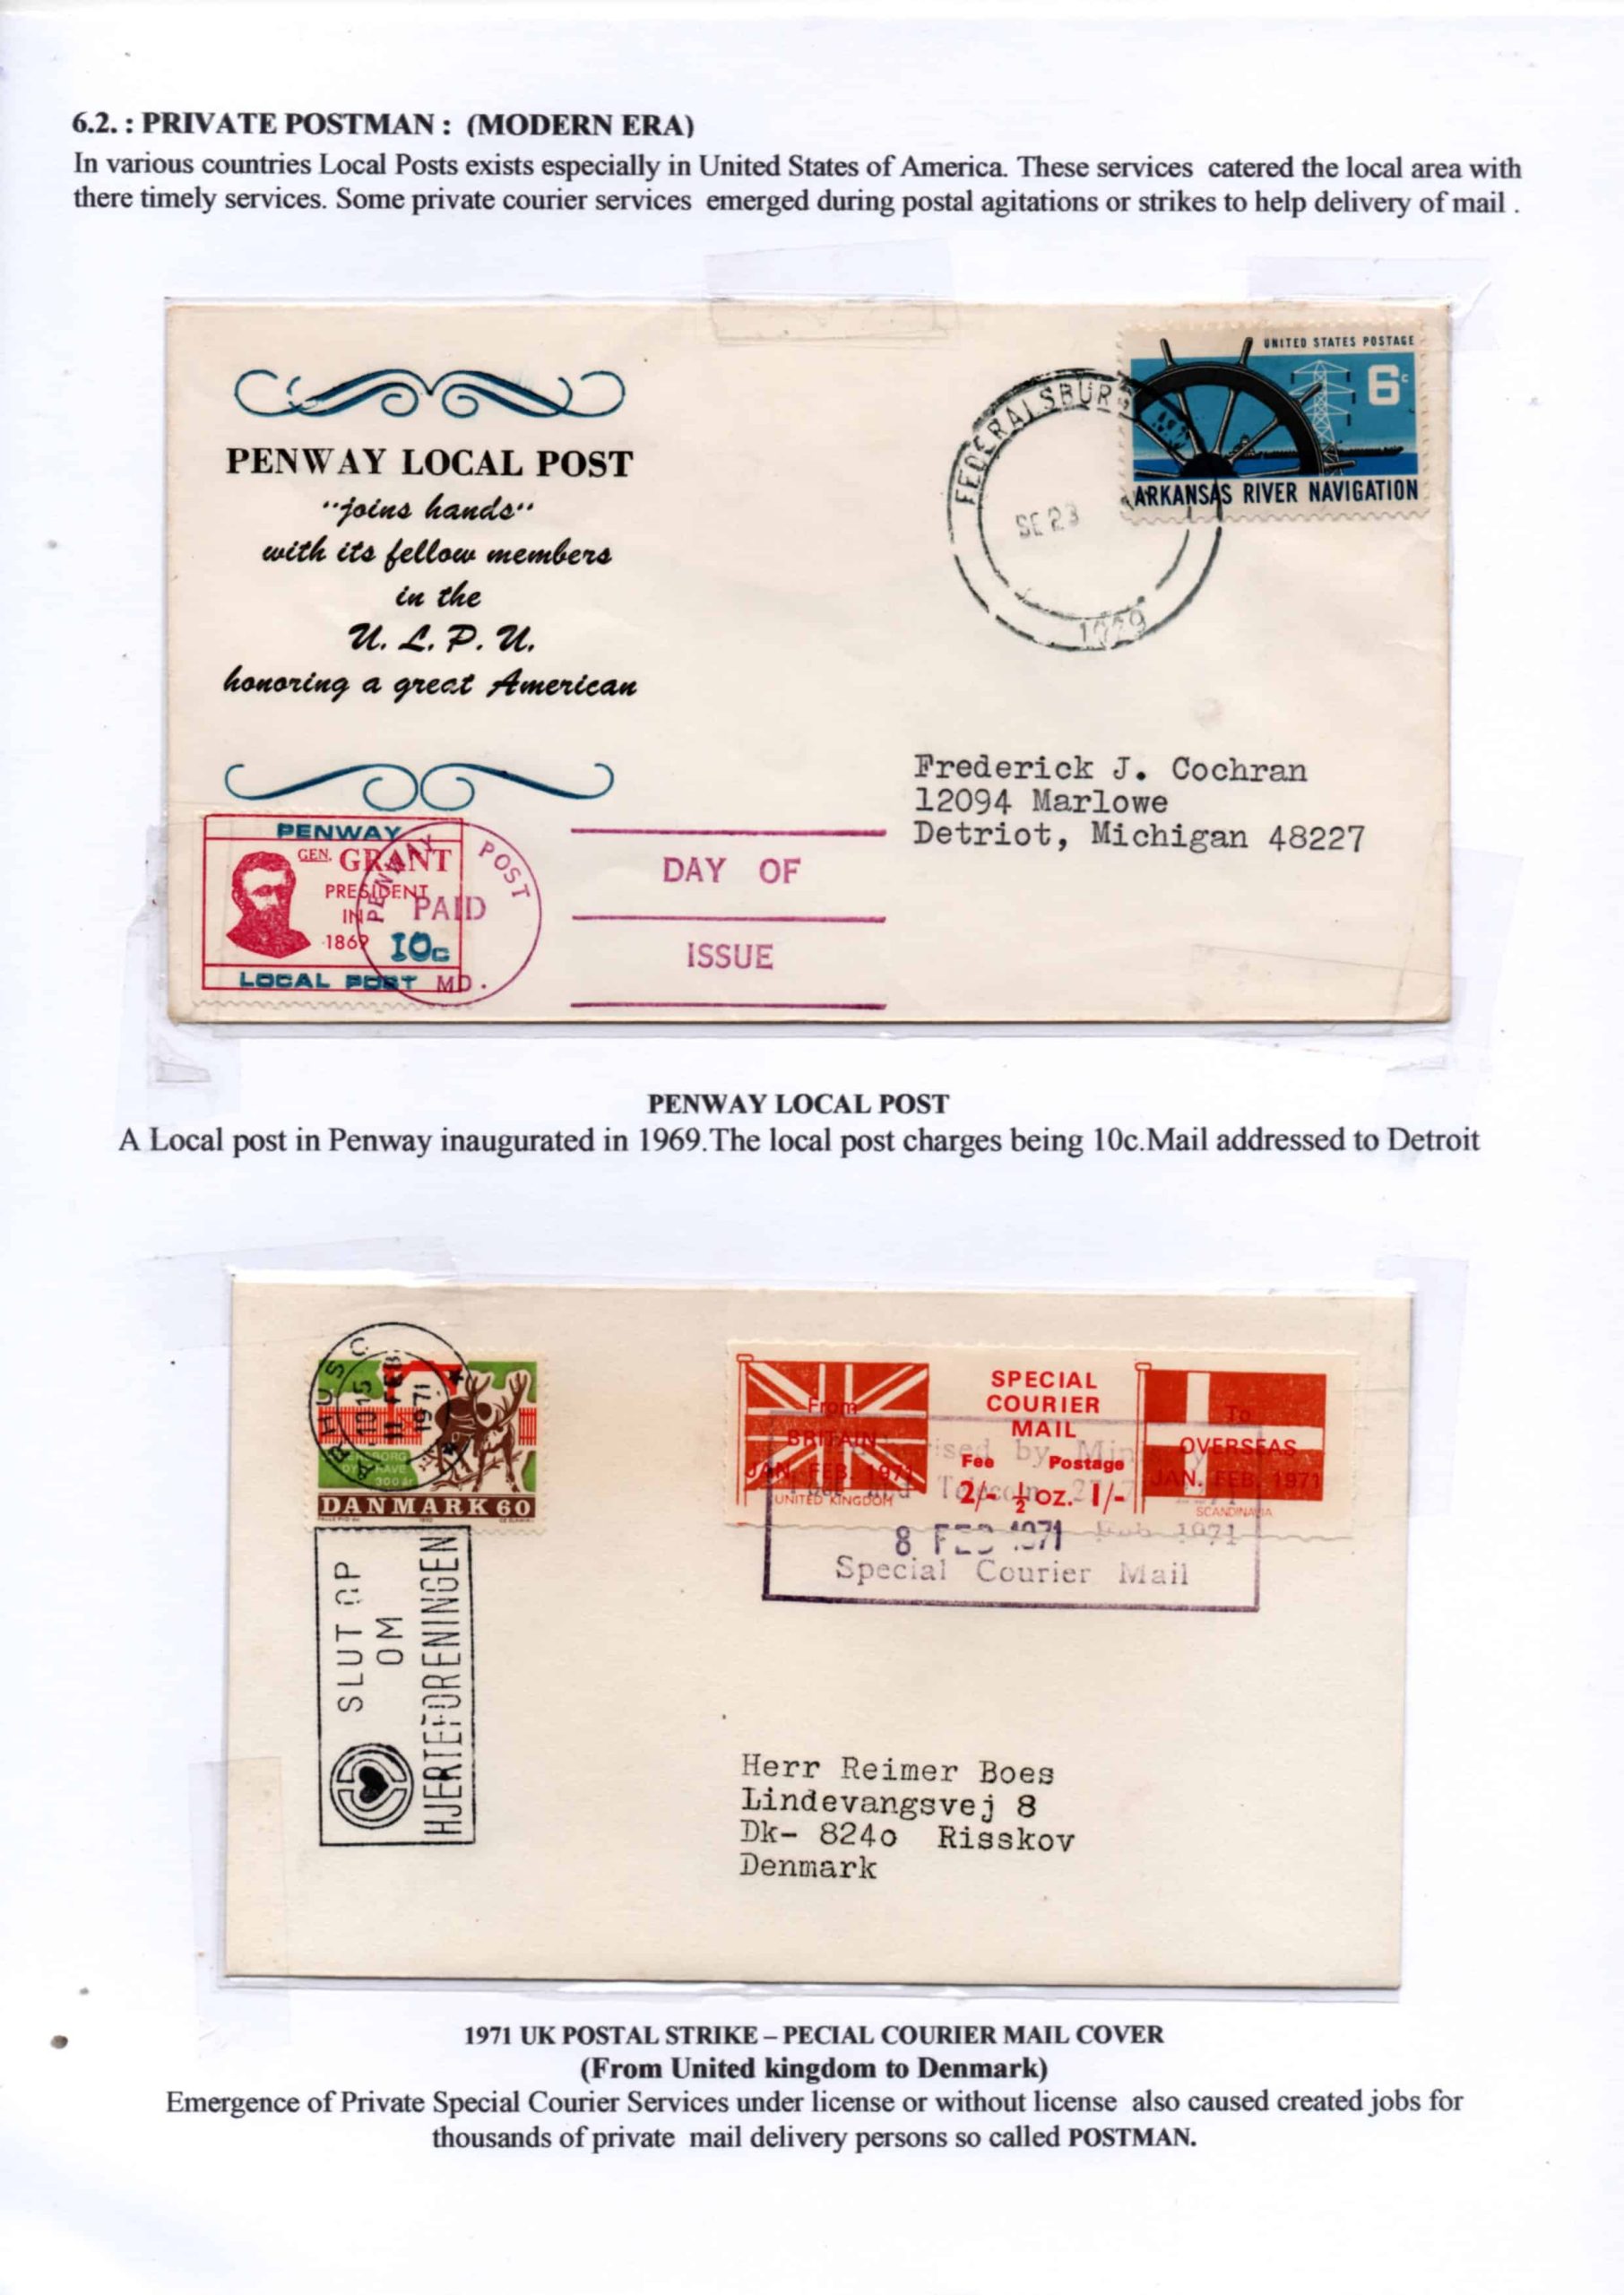 6.2. : PRIVATE POSTMAN : (MODERN ERA)
In various countries Local Posts exists especially in United States of America. These services catered the local area with
there timely services. Some private courier services emerged during postal agitations or strikes to help delivery of mail .
UNITED STATES POSTAGE
6c
ARKANSAS RIVER NAVIGATION
SE 23
PENWAY LOCAL POST
"joins hands"
with its fellow members
in the
U. L. P. U.
honoring a great American
Frederick J. Cochran
12094 Marlowe
Detriot, Michigan 48227
PENWAY
GEN. GRANT
PRESIDENT
IN
1869
10c
LOCAL POST
PENWAY POST
PAID
MD.
DAY OF
ISSUE
PENWAY LOCAL POST
A Local post in Penway inaugurated in 1969.The local post charges being 10c.Mail addressed to Detroit
ÅRHUS C
1015
11 FEB
1971
300 år
DANMARK 60
SLUT OP
OM
HJERTEFORENINGEN
From
BRITAIN
JAN. FEB. 1971
UNITED KINGDOM
SPECIAL
COURIER
MAIL
Fee Postage
2/- ½ OZ. 1/-
To
OVERSEAS
JAN. FEB. 1971
SCANDINAVIA
8 FEB 1971
Special Courier Mail
Herr Reimer Boes
Lindevangsvej 8
Dk- 824o Risskov
Denmark
1971 UK POSTAL STRIKE – PECIAL COURIER MAIL COVER
(From United kingdom to Denmark)
Emergence of Private Special Courier Services under license or without license also caused created jobs for
thousands of private mail delivery persons so called POSTMAN.